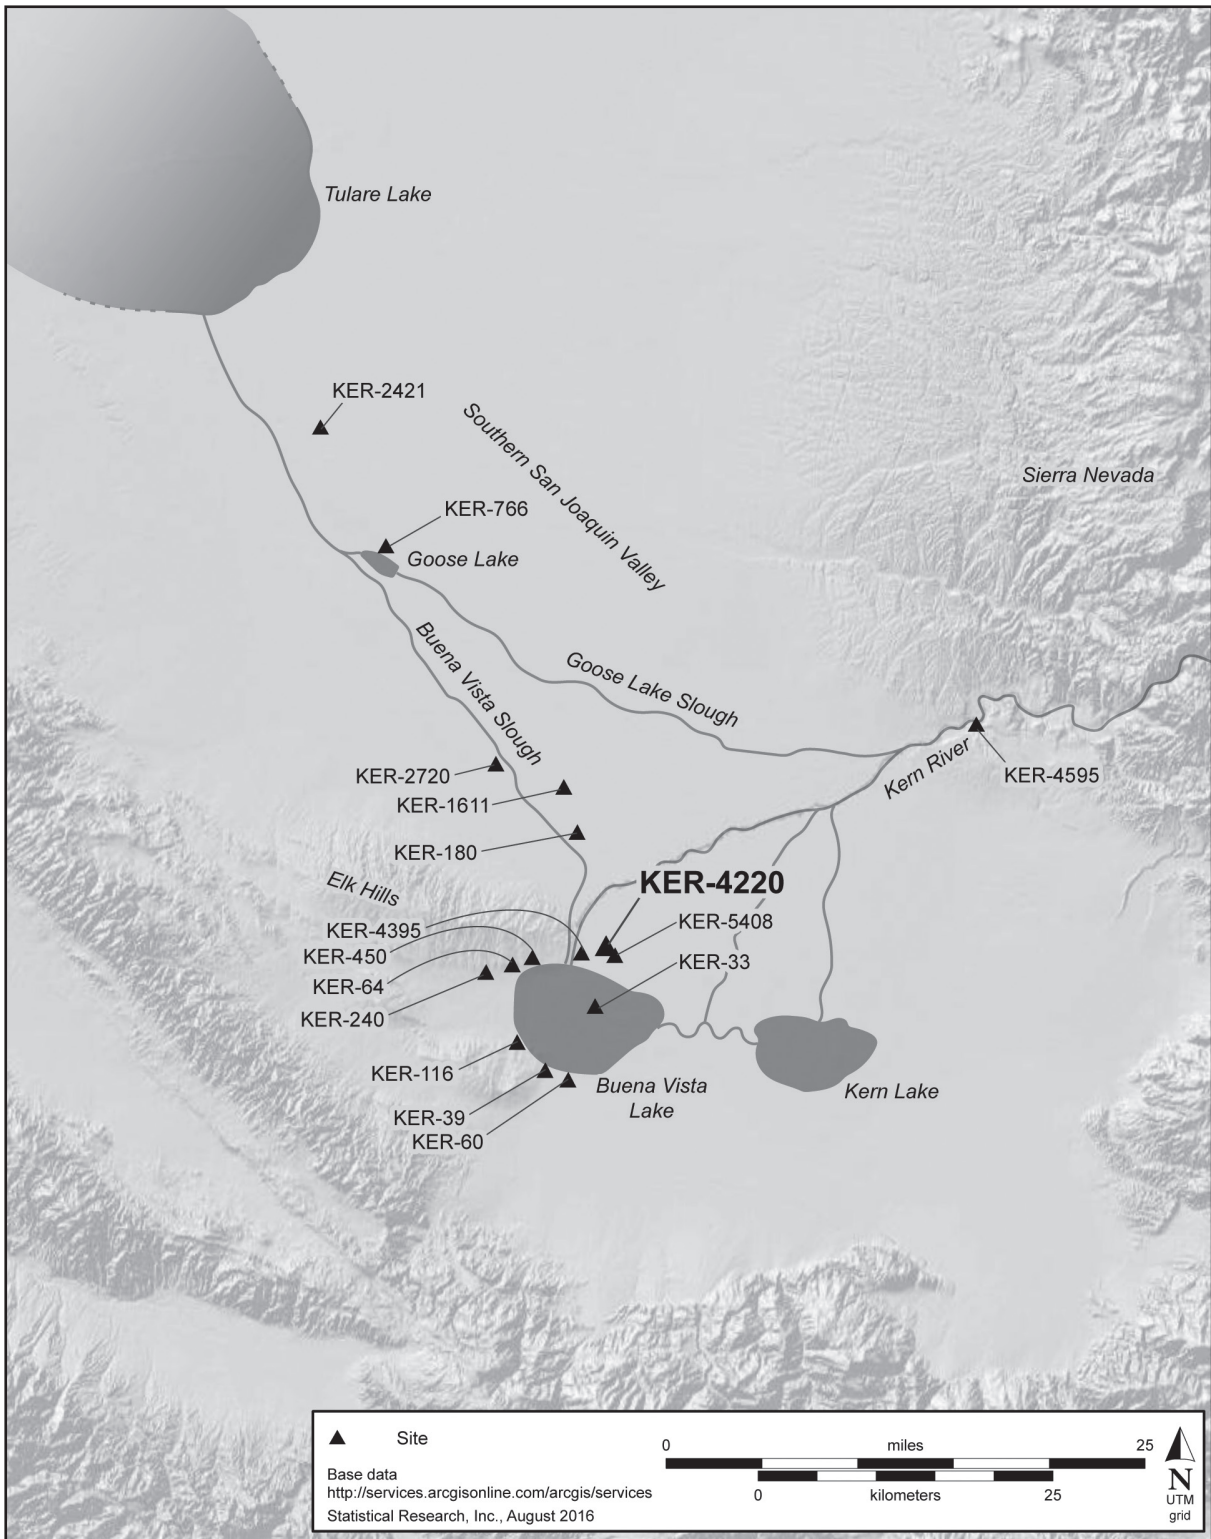 Tulare Lake
KER-2421
Southern San Joaquin Valley
Sierra Nevada
KER-766
Goose Lake
Buena Vista Slough
Goose Lake Slough
Kern River
KER-4595
KER-2720
KER-1611
KER-180
Elk Hills
KER-4220
KER-4395
KER-5408
KER-450
KER-33
KER-64
KER-240
KER-116
Buena Vista
Lake
Kern Lake
KER-39
KER-60
Site
Base data
http://services.arcgisonline.com/arcgis/services
Statistical Research, Inc., August 2016
0 miles 25
0 kilometers 25
N
UTM
grid